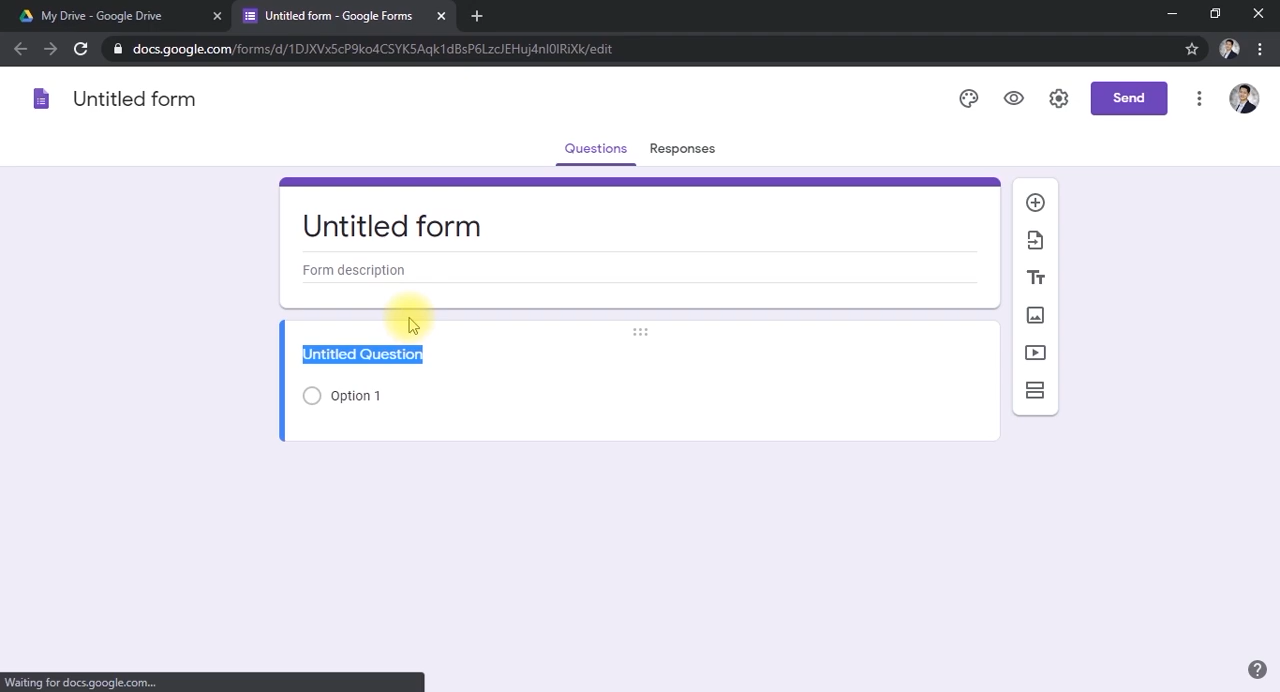 My Drive - Google Drive
Untitled form - Google Forms
docs.google.com/forms/d/1DJXVx5cP9ko4CSYK5Aqk1dBsP6LzcJEHuj4nl0lRiXk/edit
Untitled form
Send
Questions
Responses
Untitled form
Form description
Untitled Question
Option 1
Tт
Waiting for docs.google.com...